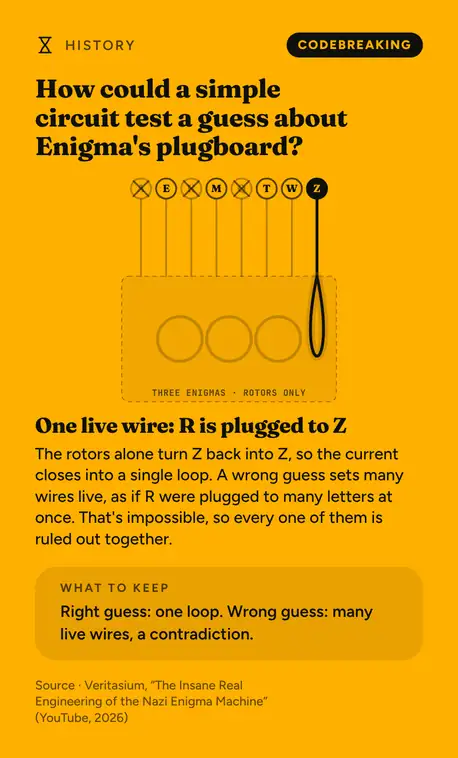 HISTORY
CODEBREAKING
How could a simple
circuit test a guess about
Enigma's plugboard?
E M T W Z
THREE ENIGMAS · ROTORS ONLY
One live wire: R is plugged to Z
The rotors alone turn Z back into Z, so the current
closes into a single loop. A wrong guess sets many
wires live, as if R were plugged to many letters at
once. That's impossible, so every one of them is
ruled out together.
WHAT TO KEEP
Right guess: one loop. Wrong guess: many
live wires, a contradiction.
Source · Veritasium, “The Insane Real
Engineering of the Nazi Enigma Machine”
(YouTube, 2026)